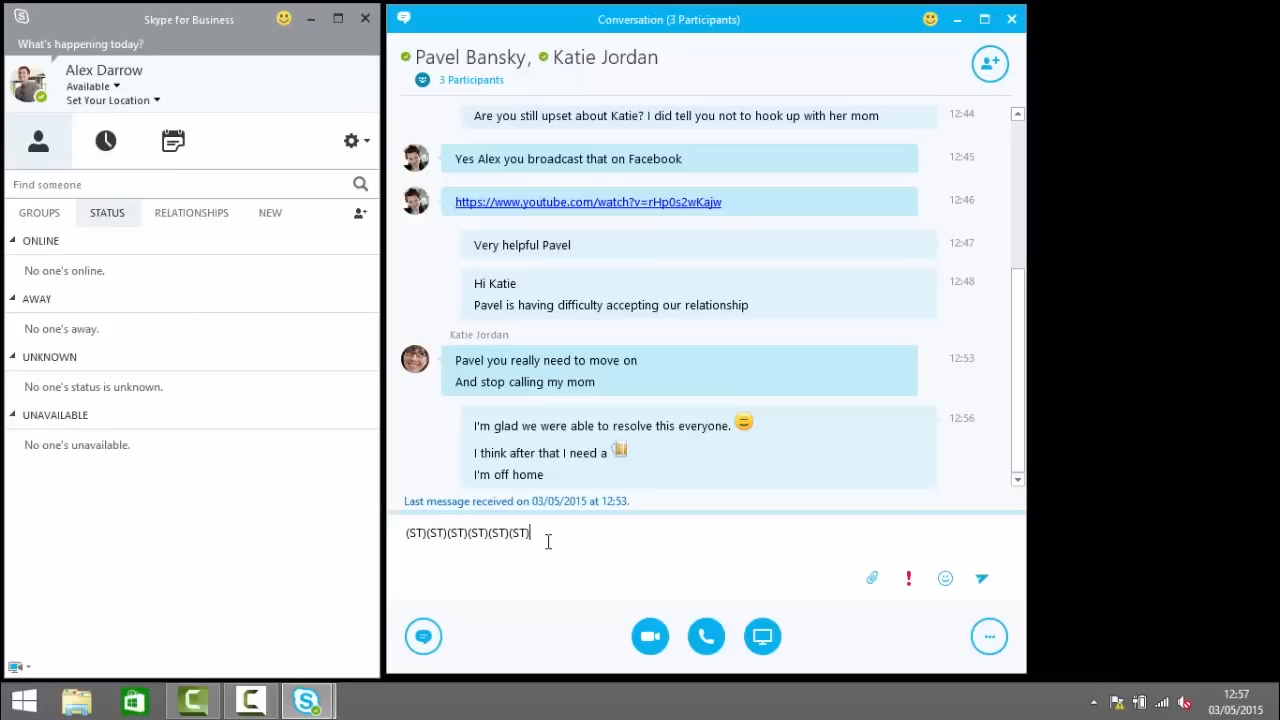 Skype for Business
What's happening today?
Alex Darrow
Available
Set Your Location
Find someone
GROUPS
STATUS
RELATIONSHIPS
NEW
ONLINE
No one's online.
AWAY
No one's away.
UNKNOWN
No one's status is unknown.
UNAVAILABLE
No one's unavailable.
Conversation (3 Participants)
Pavel Bansky, Katie Jordan
3 Participants
Are you still upset about Katie? I did tell you not to hook up with her mom 12:44
Yes Alex you broadcast that on Facebook 12:45
https://www.youtube.com/watch?v=rHp0s2wKajw 12:46
Very helpful Pavel 12:47
Hi Katie 12:48
Pavel is having difficulty accepting our relationship
Katie Jordan
Pavel you really need to move on 12:53
And stop calling my mom
I'm glad we were able to resolve this everyone. 12:56
I think after that I need a
I'm off home
Last message received on 03/05/2015 at 12:53.
(ST)(ST)(ST)(ST)(ST)(ST)
12:57
03/05/2015